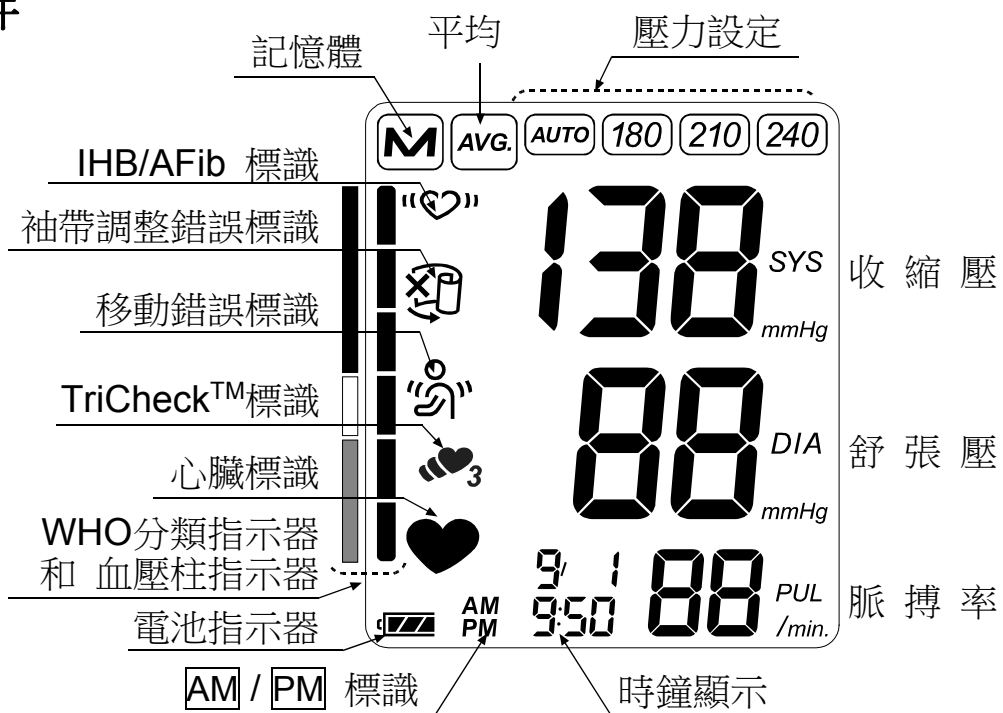 件
平均
壓力設定
記憶體
M AVG. AUTO 180 210 240
IHB/AFib 標識
袖帶調整錯誤標識
138 SYS mmHg
收縮壓
移動錯誤標識
TriCheck™標識
88 DIA mmHg
舒張壓
3
心臟標識
WHO分類指示器
和 血壓柱指示器
9/ 1
88 PUL /min.
脈搏率
電池指示器
AM
PM
9:50
AM / PM 標識
時鐘顯示